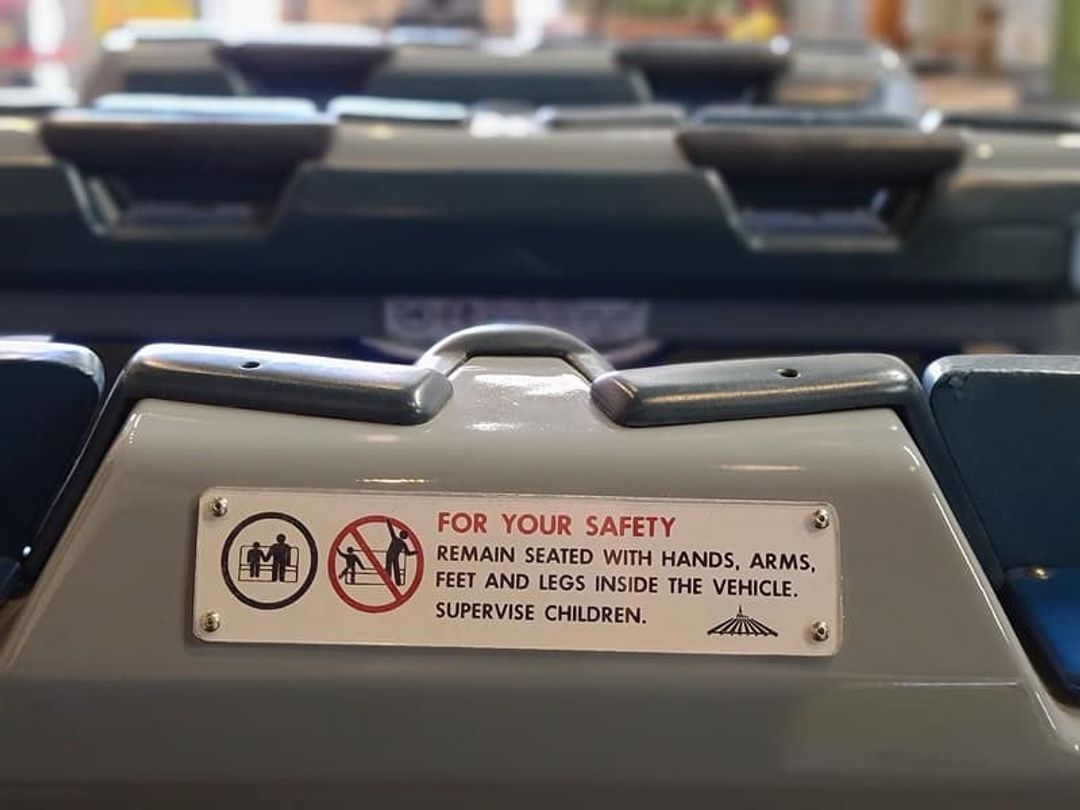 FOR YOUR SAFETY
REMAIN SEATED WITH HANDS, ARMS,
FEET AND LEGS INSIDE THE VEHICLE.
SUPERVISE CHILDREN.